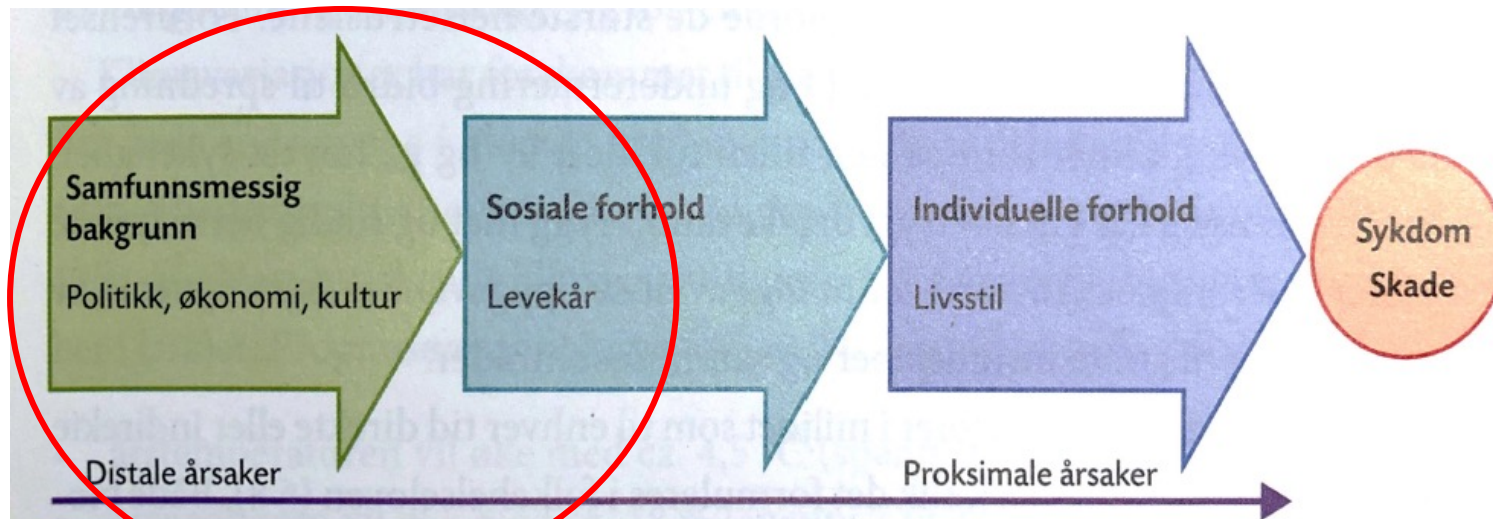 Samfunnsmessig
bakgrunn
Politikk, økonomi, kultur
Sosiale forhold
Levekår
Individuelle forhold
Livsstil
Sykdom
Skade
Distale årsaker
Proksimale årsaker